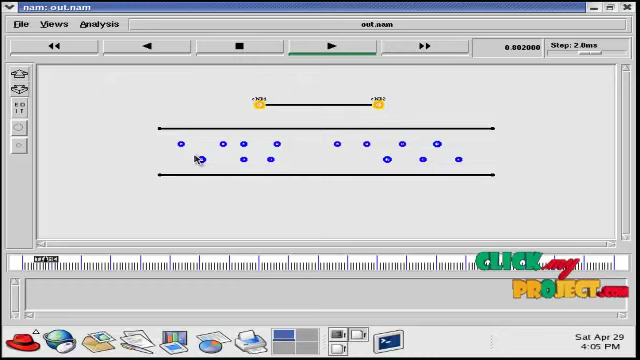 nam: out.nam
File Views Analysis out.nam
0.802000 Step: 2.0ms
E D
I T
CLICK my
PROJECT.COM
Sat Apr 29
4:05 PM